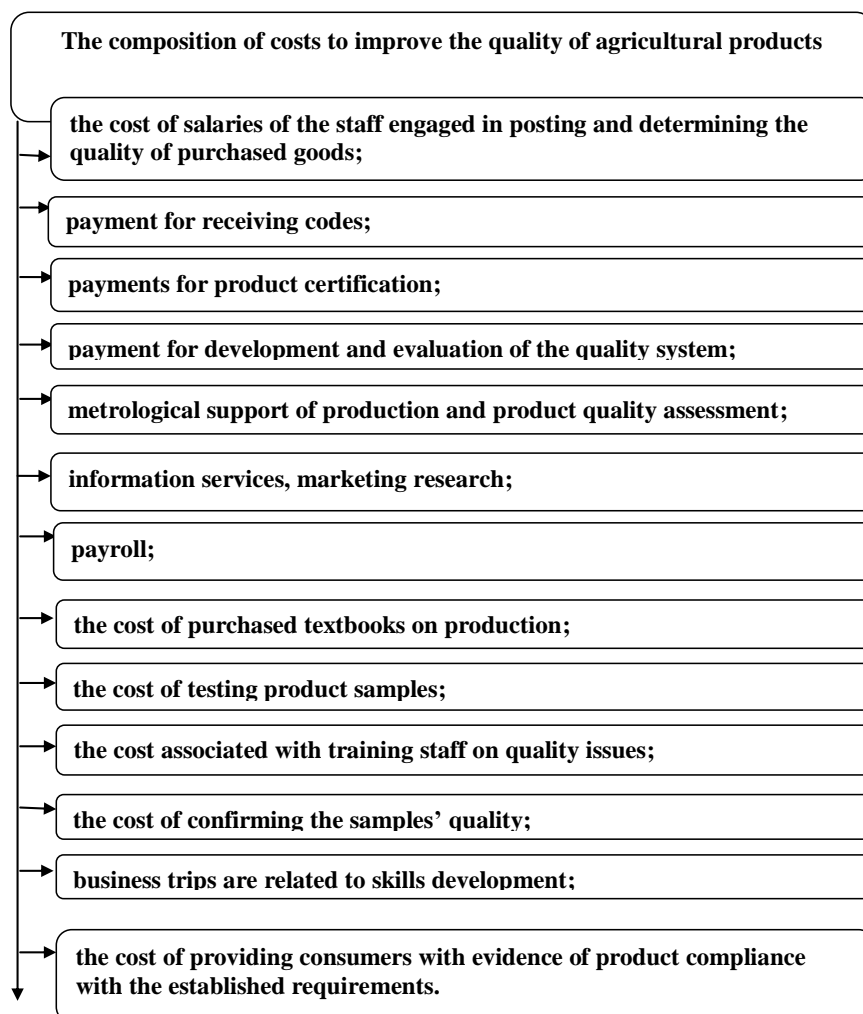 The composition of costs to improve the quality of agricultural products
the cost of salaries of the staff engaged in posting and determining the
quality of purchased goods;
payment for receiving codes;
payments for product certification;
payment for development and evaluation of the quality system;
metrological support of production and product quality assessment;
information services, marketing research;
payroll;
the cost of purchased textbooks on production;
the cost of testing product samples;
the cost associated with training staff on quality issues;
the cost of confirming the samples’ quality;
business trips are related to skills development;
the cost of providing consumers with evidence of product compliance
with the established requirements.